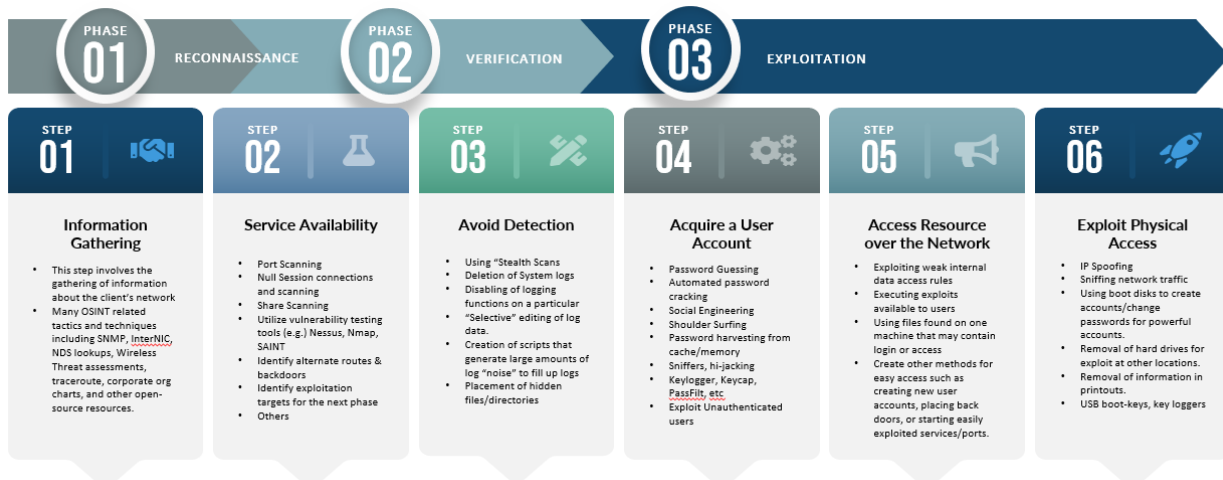 PHASE
01
RECONNAISSANCE
PHASE
02
VERIFICATION
PHASE
03
EXPLOITATION
STEP
01
Information
Gathering
• This step involves the
gathering of information
about the client's network
• Many OSINT related
tactics and techniques
including SNMP, InterNIC,
NDS lookups, Wireless
Threat assessments,
traceroute, corporate org
charts, and other open-
source resources.
STEP
02
Service Availability
• Port Scanning
• Null Session connections
and scanning
• Share Scanning
• Utilize vulnerability testing
tools (e.g.) Nessus, Nmap,
SAINT
• Identify alternate routes &
backdoors
• Identify exploitation
targets for the next phase
• Others
STEP
03
Avoid Detection
• Using "Stealth Scans
• Deletion of System logs
• Disabling of logging
functions on a particular
• "Selective" editing of log
data.
• Creation of scripts that
generate large amounts of
log "noise" to fill up logs
• Placement of hidden
files/directories
STEP
04
Acquire a User
Account
• Password Guessing
• Automated password
cracking
• Social Engineering
• Shoulder Surfing
• Password harvesting from
cache/memory
• Sniffers, hi-jacking
• Keylogger, Keycap,
PassFilt, etc
• Exploit Unauthenticated
users
STEP
05
Access Resource
over the Network
• Exploiting weak internal
data access rules
• Executing exploits
available to users
• Using files found on one
machine that may contain
login or access
• Create other methods for
easy access such as
creating new user
accounts, placing back
doors, or starting easily
exploited services/ports.
STEP
06
Exploit Physical
Access
• IP Spoofing
• Sniffing network traffic
• Using boot disks to create
accounts/change
passwords for powerful
accounts.
• Removal of hard drives for
exploit at other locations.
• Removal of information in
printouts.
• USB boot-keys, key loggers